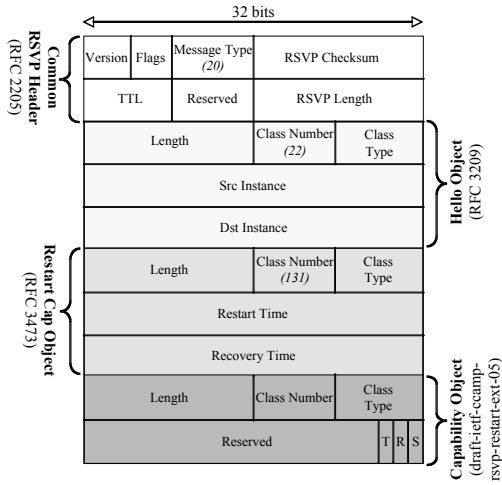 32 bits
Common
RSVP Header
(RFC 2205)
Version Flags Message Type RSVP Checksum
(20)
TTL Reserved RSVP Length
Length Class Number Class
(22) Type
Src Instance
Dst Instance
Hello Object
(RFC 3209)
Length Class Number Class
(131) Type
Restart Time
Recovery Time
Restart Cap Object
(RFC 3473)
Length Class Number Class
Type
Reserved T R S
Capability Object
(draft-ietf-ccamp-
rsvp-restart-ext-05)